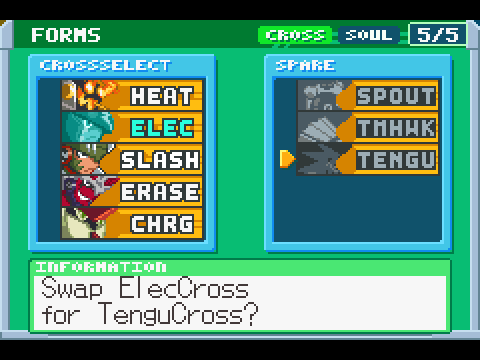 FORMS
CROSS
SOUL
5/5
CROSSSELECT
HEAT
ELEC
SLASH
ERASE
CHRG
SPARE
SPOUT
TMHWK
TENGU
INFORMATION
Swap ElecCross
for TenguCross?